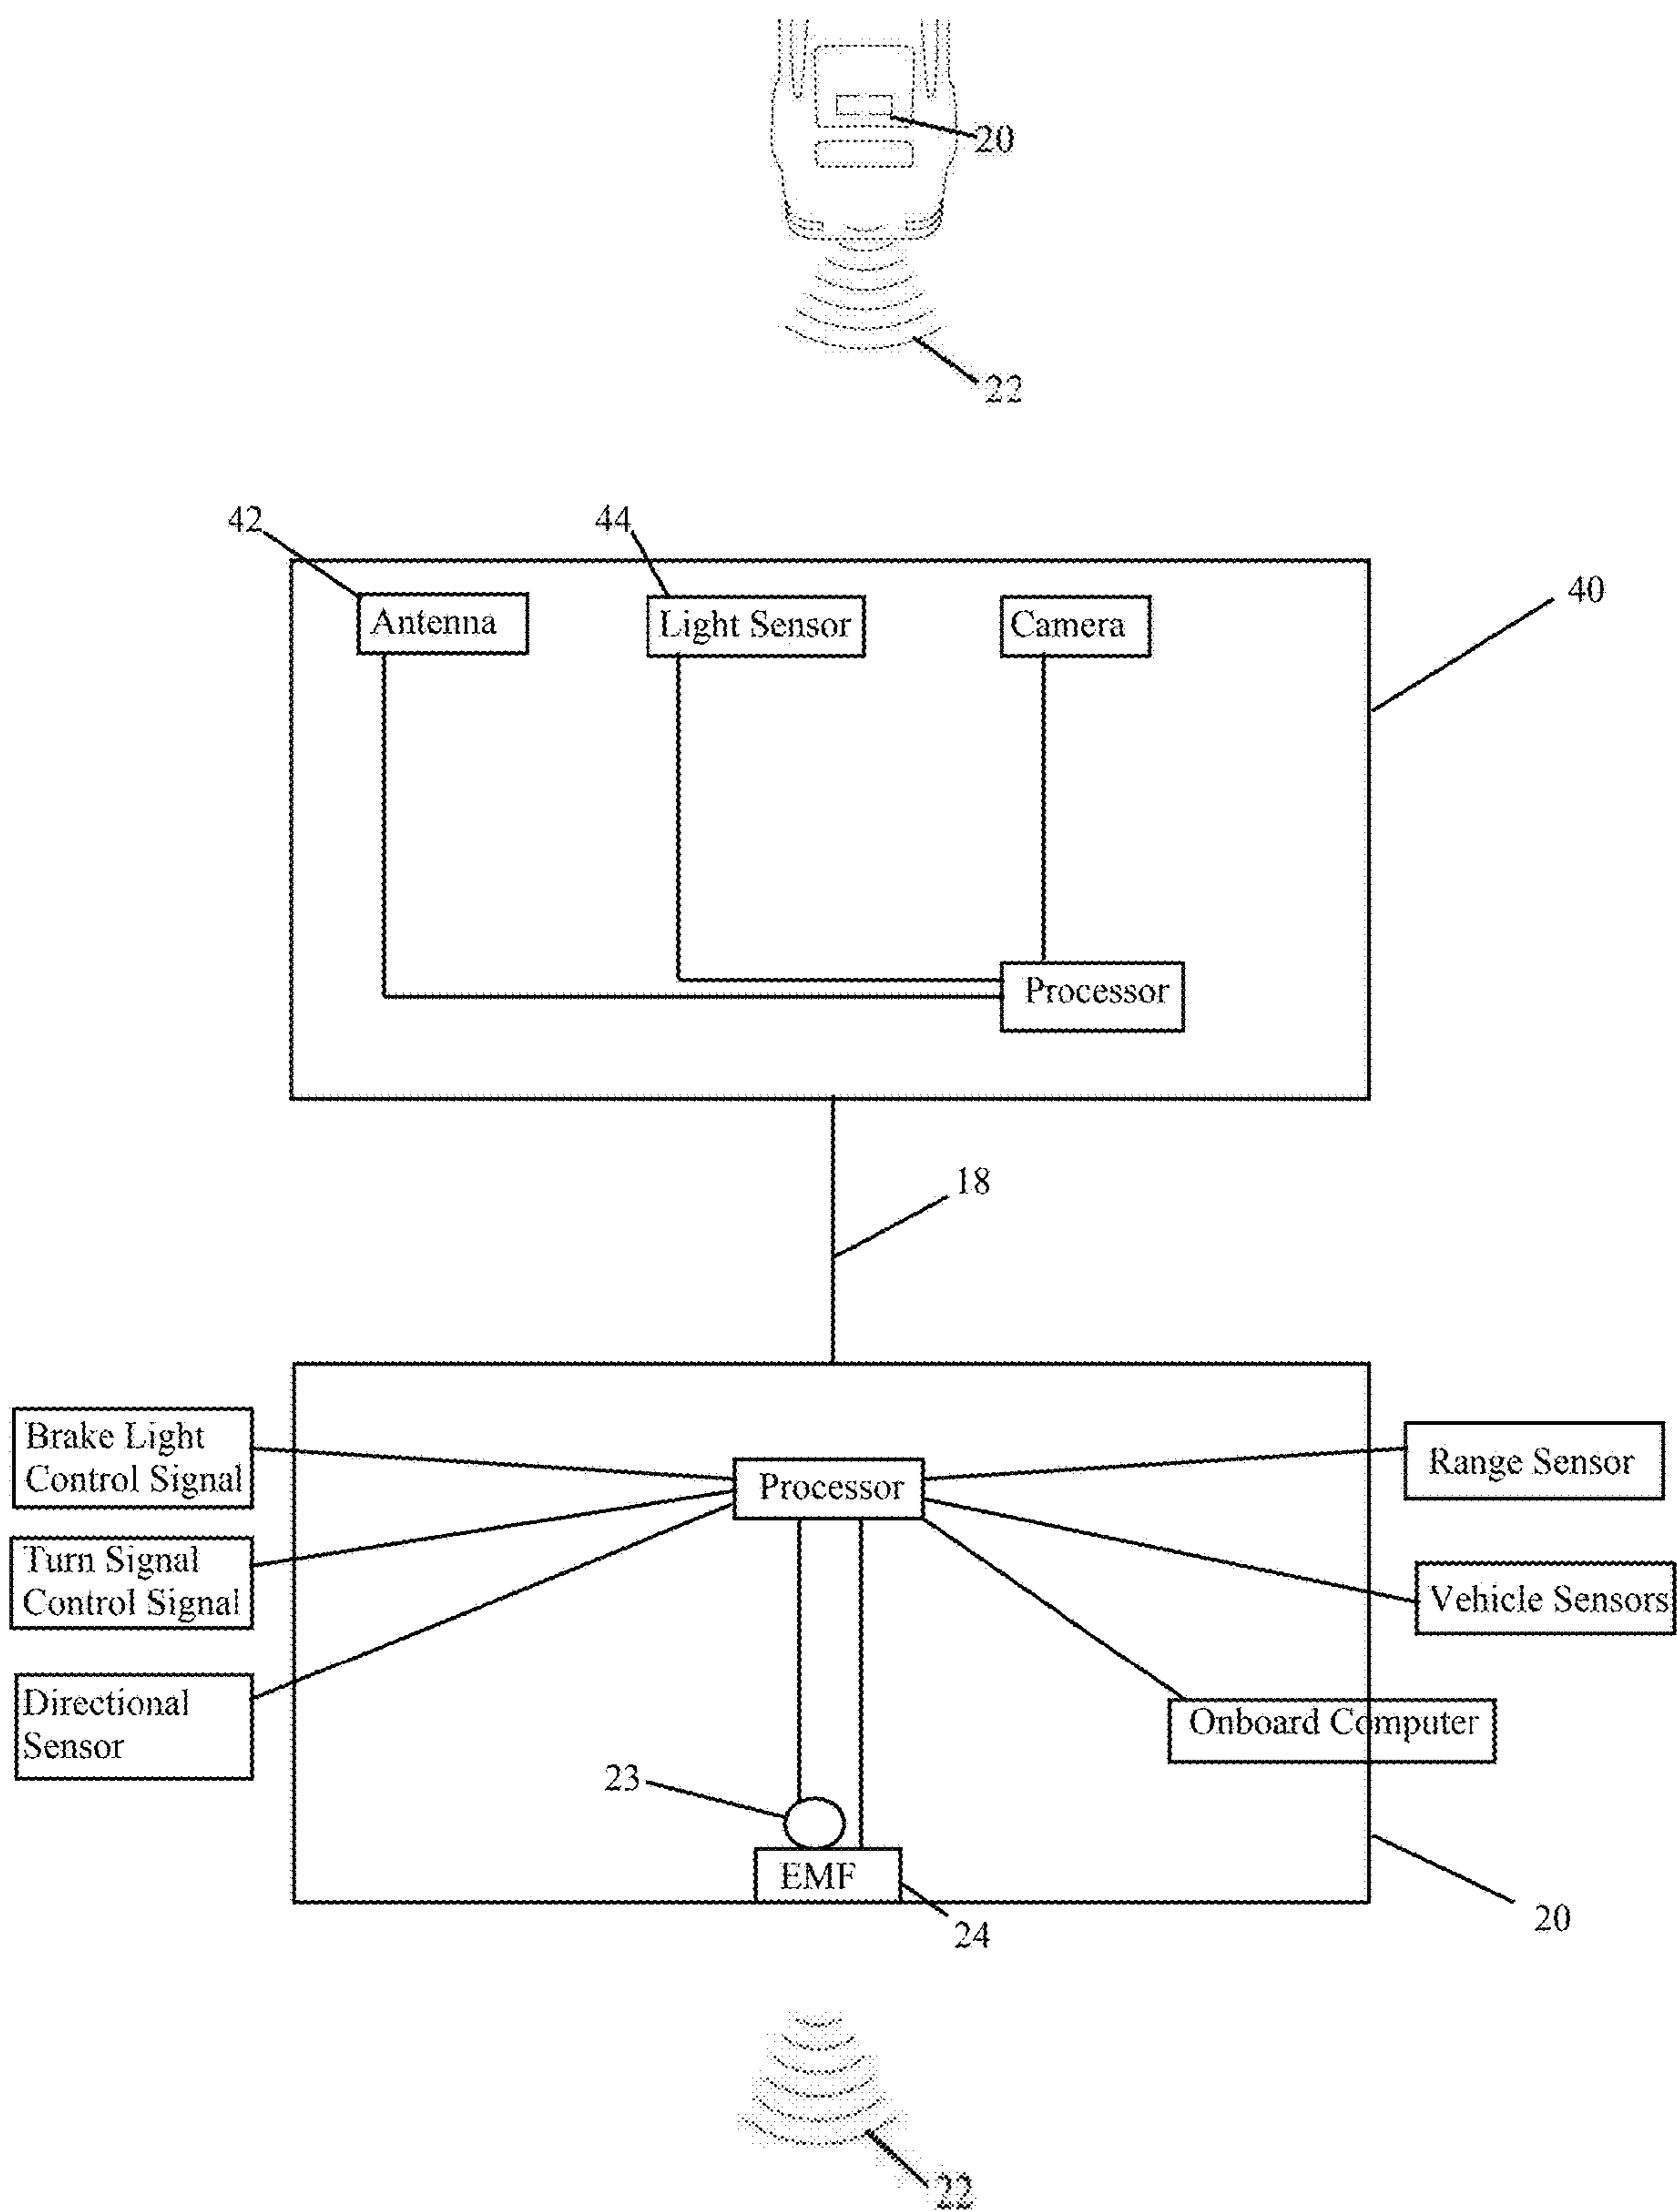 20
22
42
44
40
Antenna
Light Sensor
Camera
Processor
18
Brake Light
Control Signal
Processor
Range Sensor
Turn Signal
Control Signal
Vehicle Sensors
Directional
Sensor
Onboard Computer
23
EMF
24
20
22